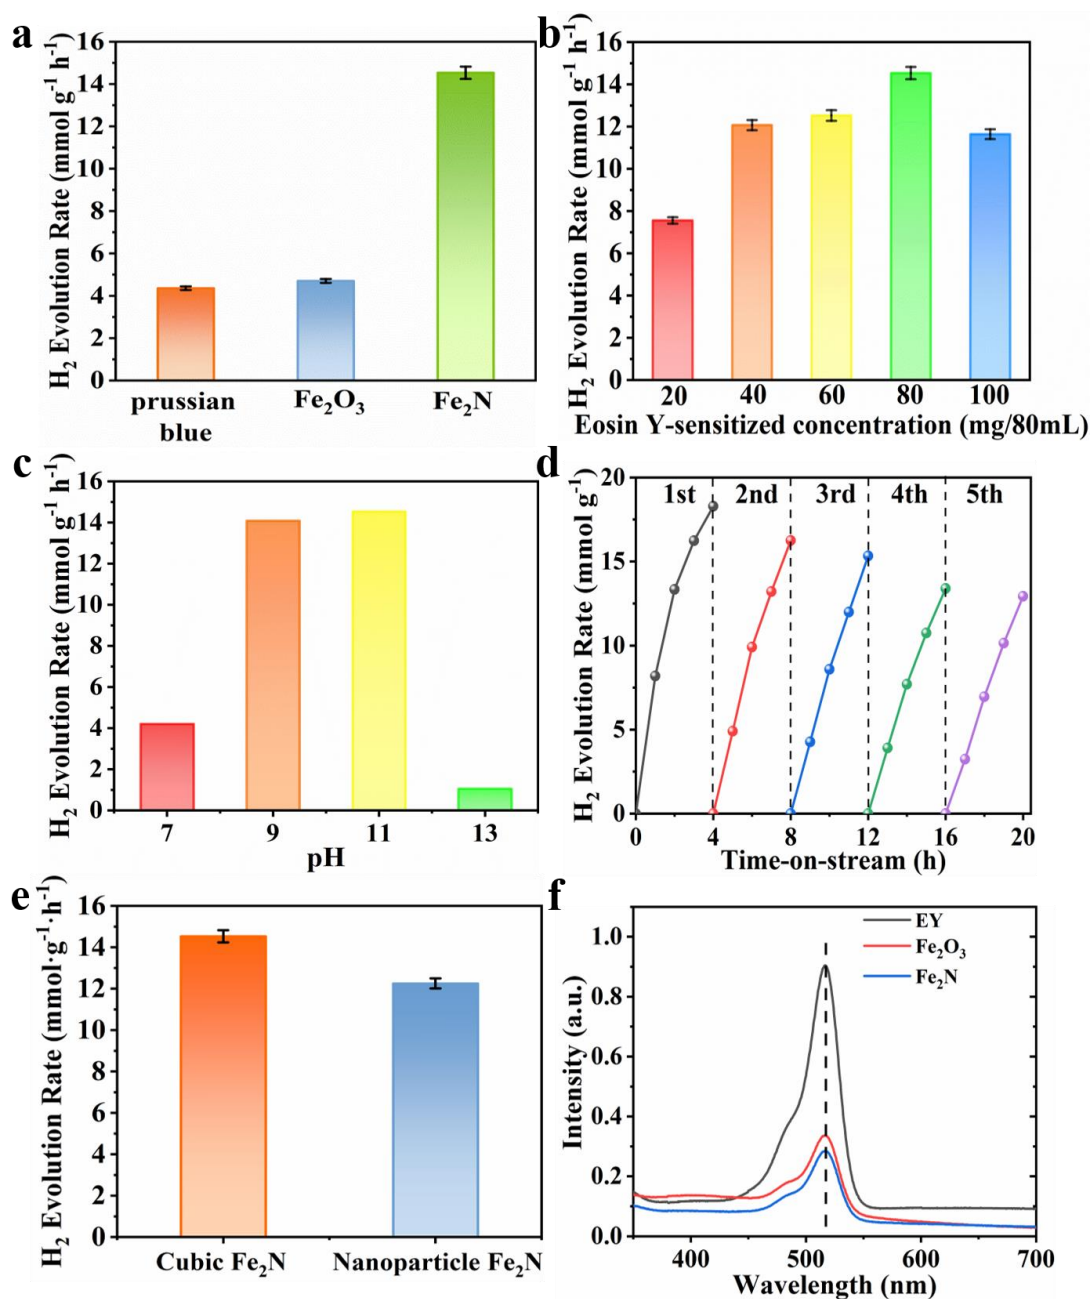 a
H₂ Evolution Rate (mmol g⁻¹ h⁻¹)
16
14
12
10
8
6
4
2
0
prussian
blue
Fe₂O₃
Fe₂N
b
H₂ Evolution Rate (mmol g⁻¹ h⁻¹)
16
14
12
10
8
6
4
2
0
20 40 60 80 100
Eosin Y-sensitized concentration (mg/80mL)
c
H₂ Evolution Rate (mmol g⁻¹ h⁻¹)
16
14
12
10
8
6
4
2
0
7 9 11 13
pH
d
H₂ Evolution Rate (mmol g⁻¹)
20
15
10
5
0
1st 2nd 3rd 4th 5th
0 4 8 12 16 20
Time-on-stream (h)
e
H₂ Evolution Rate (mmol·g⁻¹·h⁻¹)
16
14
12
10
8
6
4
2
0
Cubic Fe₂N Nanoparticle Fe₂N
f
Intensity (a.u.)
1.0
0.8
0.6
0.4
0.2
0.0
EY
Fe₂O₃
Fe₂N
400 500 600 700
Wavelength (nm)